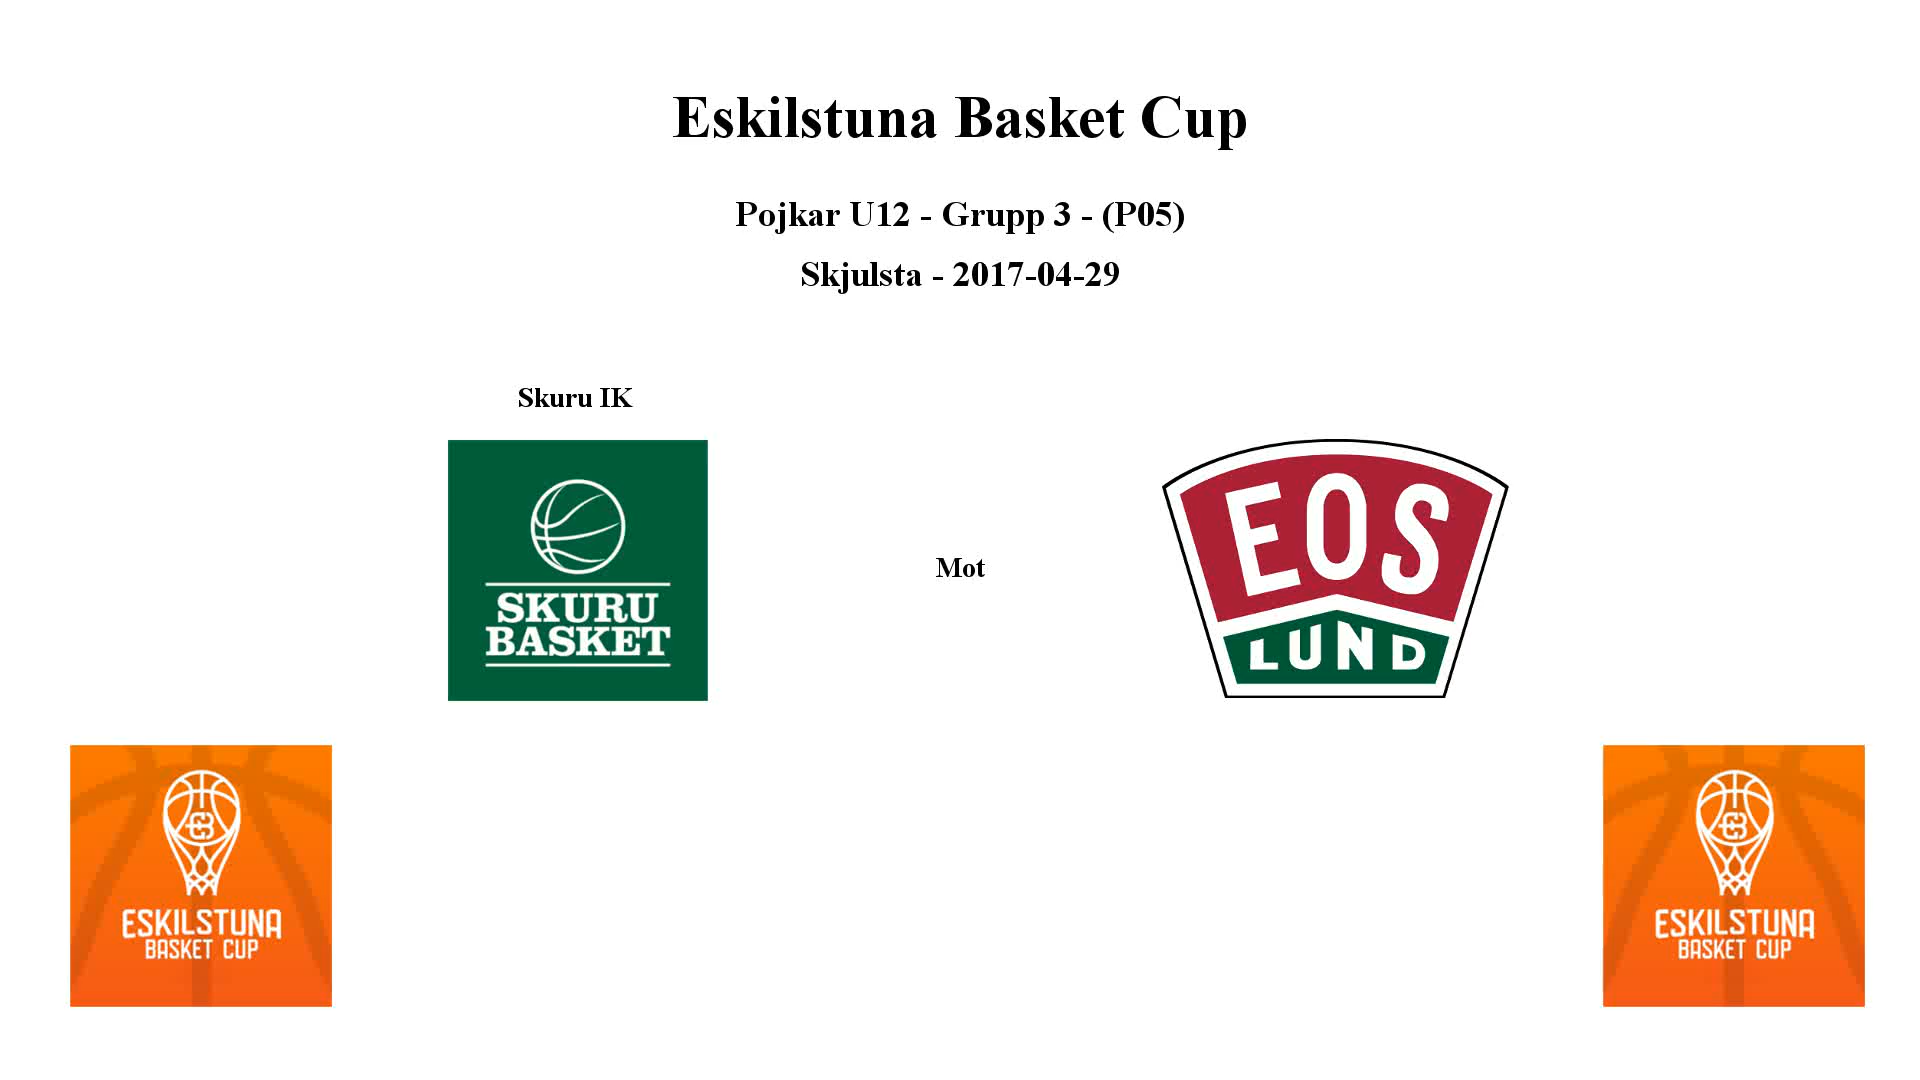 Eskilstuna Basket Cup
Pojkar U12 - Grupp 3 - (P05)
Skjulsta - 2017-04-29
Skuru IK
SKURU
BASKET
Mot
EOS
LUND
ESKILSTUNA
BASKET CUP
ESKILSTUNA
BASKET CUP